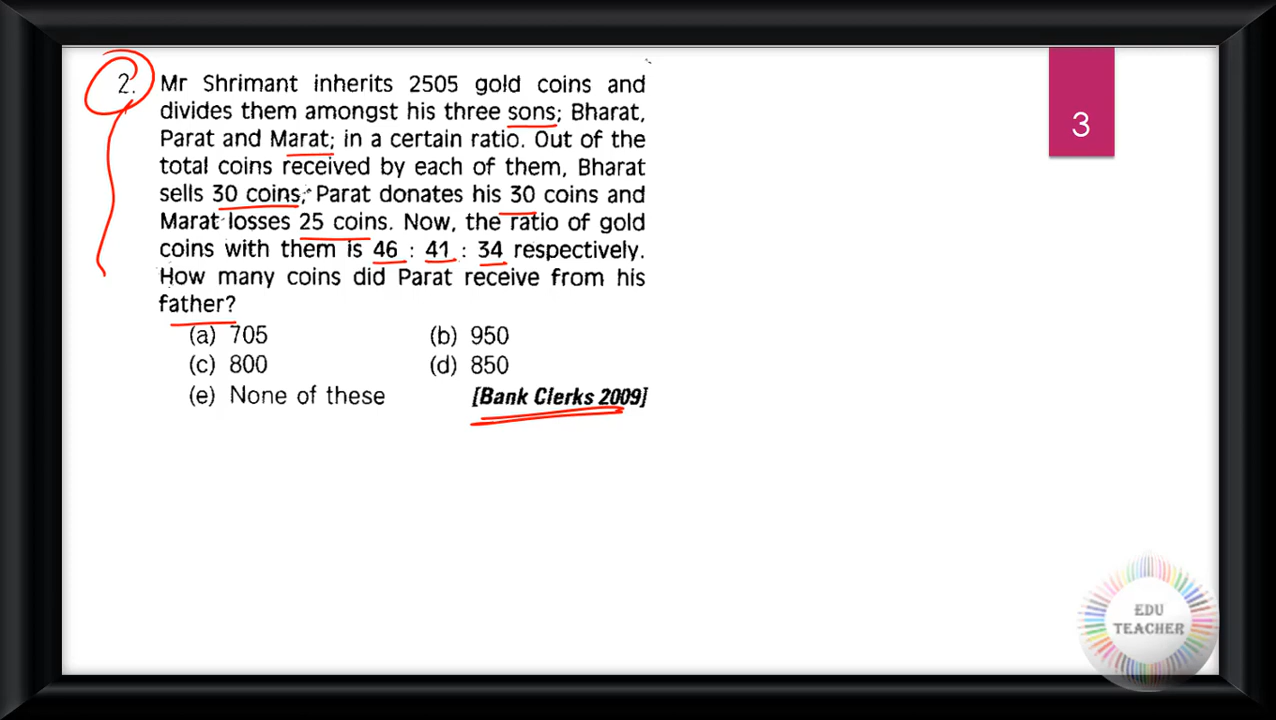 3
2. Mr Shrimant inherits 2505 gold coins and
divides them amongst his three sons; Bharat,
Parat and Marat; in a certain ratio. Out of the
total coins received by each of them, Bharat
sells 30 coins; Parat donates his 30 coins and
Marat losses 25 coins. Now, the ratio of gold
coins with them is 46 : 41 : 34 respectively.
How many coins did Parat receive from his
father?
(a) 705 (b) 950
(c) 800 (d) 850
(e) None of these [Bank Clerks 2009]
EDU
TEACHER